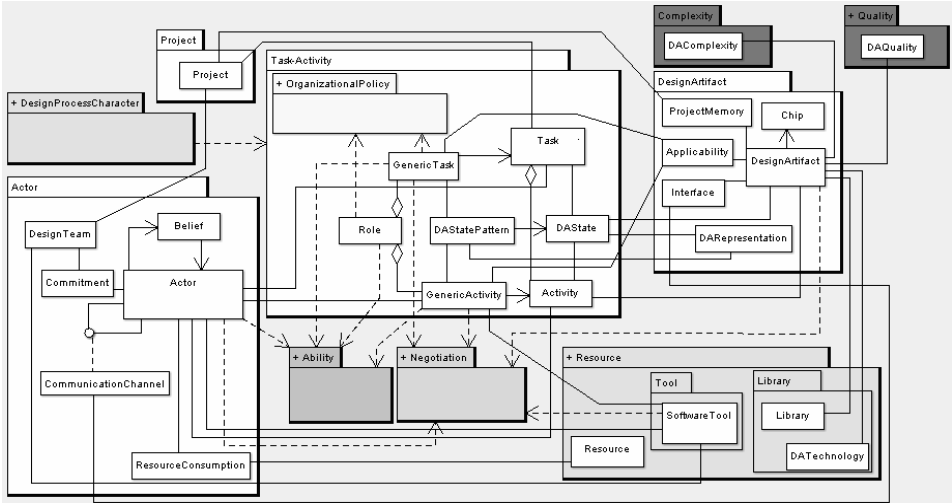 Complexity
DAComplexity
+ Quality
DAQuality
Project
Project
Task-Activity
+ OrganizationalPolicy
DesignArtifact
ProjectMemory
Chip
+ DesignProcessCharacter
Task
GenericTask
Applicability
DesignArtifact
Actor
Interface
DesignTeam
Belief
Role
DAStatePattern
DAState
DARepresentation
Commitment
Actor
GenericActivity
Activity
+ Ability
+ Negotiation
+ Resource
CommunicationChannel
Tool
Library
SoftwareTool
Library
Resource
DATechnology
ResourceConsumption